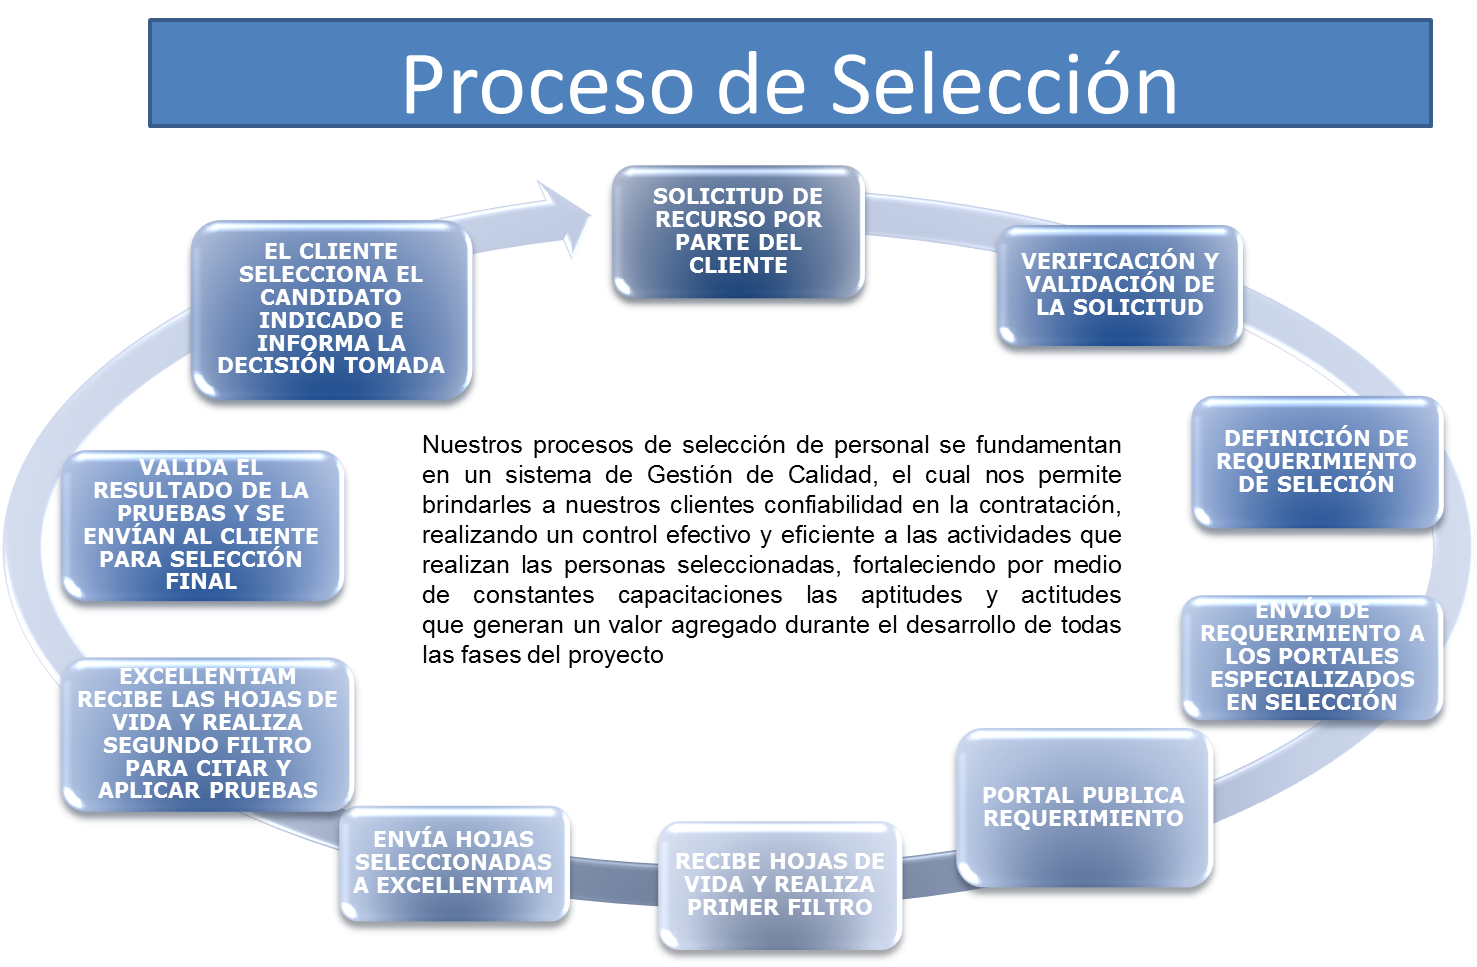 Proceso de Selección
SOLICITUD DE
RECURSO POR
PARTE DEL
CLIENTE
VERIFICACIÓN Y
VALIDACIÓN DE
LA SOLICITUD
DEFINICIÓN DE
REQUERIMIENTO
DE SELECIÓN
ENVÍO DE
REQUERIMIENTO A
LOS PORTALES
ESPECIALIZADOS
EN SELECCIÓN
PORTAL PUBLICA
REQUERIMIENTO
RECIBE HOJAS DE
VIDA Y REALIZA
PRIMER FILTRO
ENVÍA HOJAS
SELECCIONADAS
A EXCELLENTIAM
EXCELLENTIAM
RECIBE LAS HOJAS DE
VIDA Y REALIZA
SEGUNDO FILTRO
PARA CITAR Y
APLICAR PRUEBAS
VALIDA EL
RESULTADO DE LA
PRUEBAS Y SE
ENVÍAN AL CLIENTE
PARA SELECCIÓN
FINAL
EL CLIENTE
SELECCIONA EL
CANDIDATO
INDICADO E
INFORMA LA
DECISIÓN TOMADA
Nuestros procesos de selección de personal se fundamentan
en un sistema de Gestión de Calidad, el cual nos permite
brindarles a nuestros clientes confiabilidad en la contratación,
realizando un control efectivo y eficiente a las actividades que
realizan las personas seleccionadas, fortaleciendo por medio
de constantes capacitaciones las aptitudes y actitudes
que generan un valor agregado durante el desarrollo de todas
las fases del proyecto